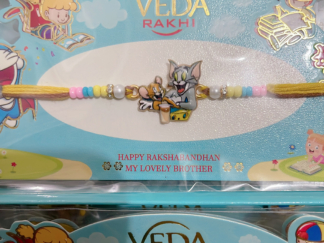 VEDA
RAKHI
HAPPY RAKSHABANDHAN
MY LOVELY BROTHER
VEDA